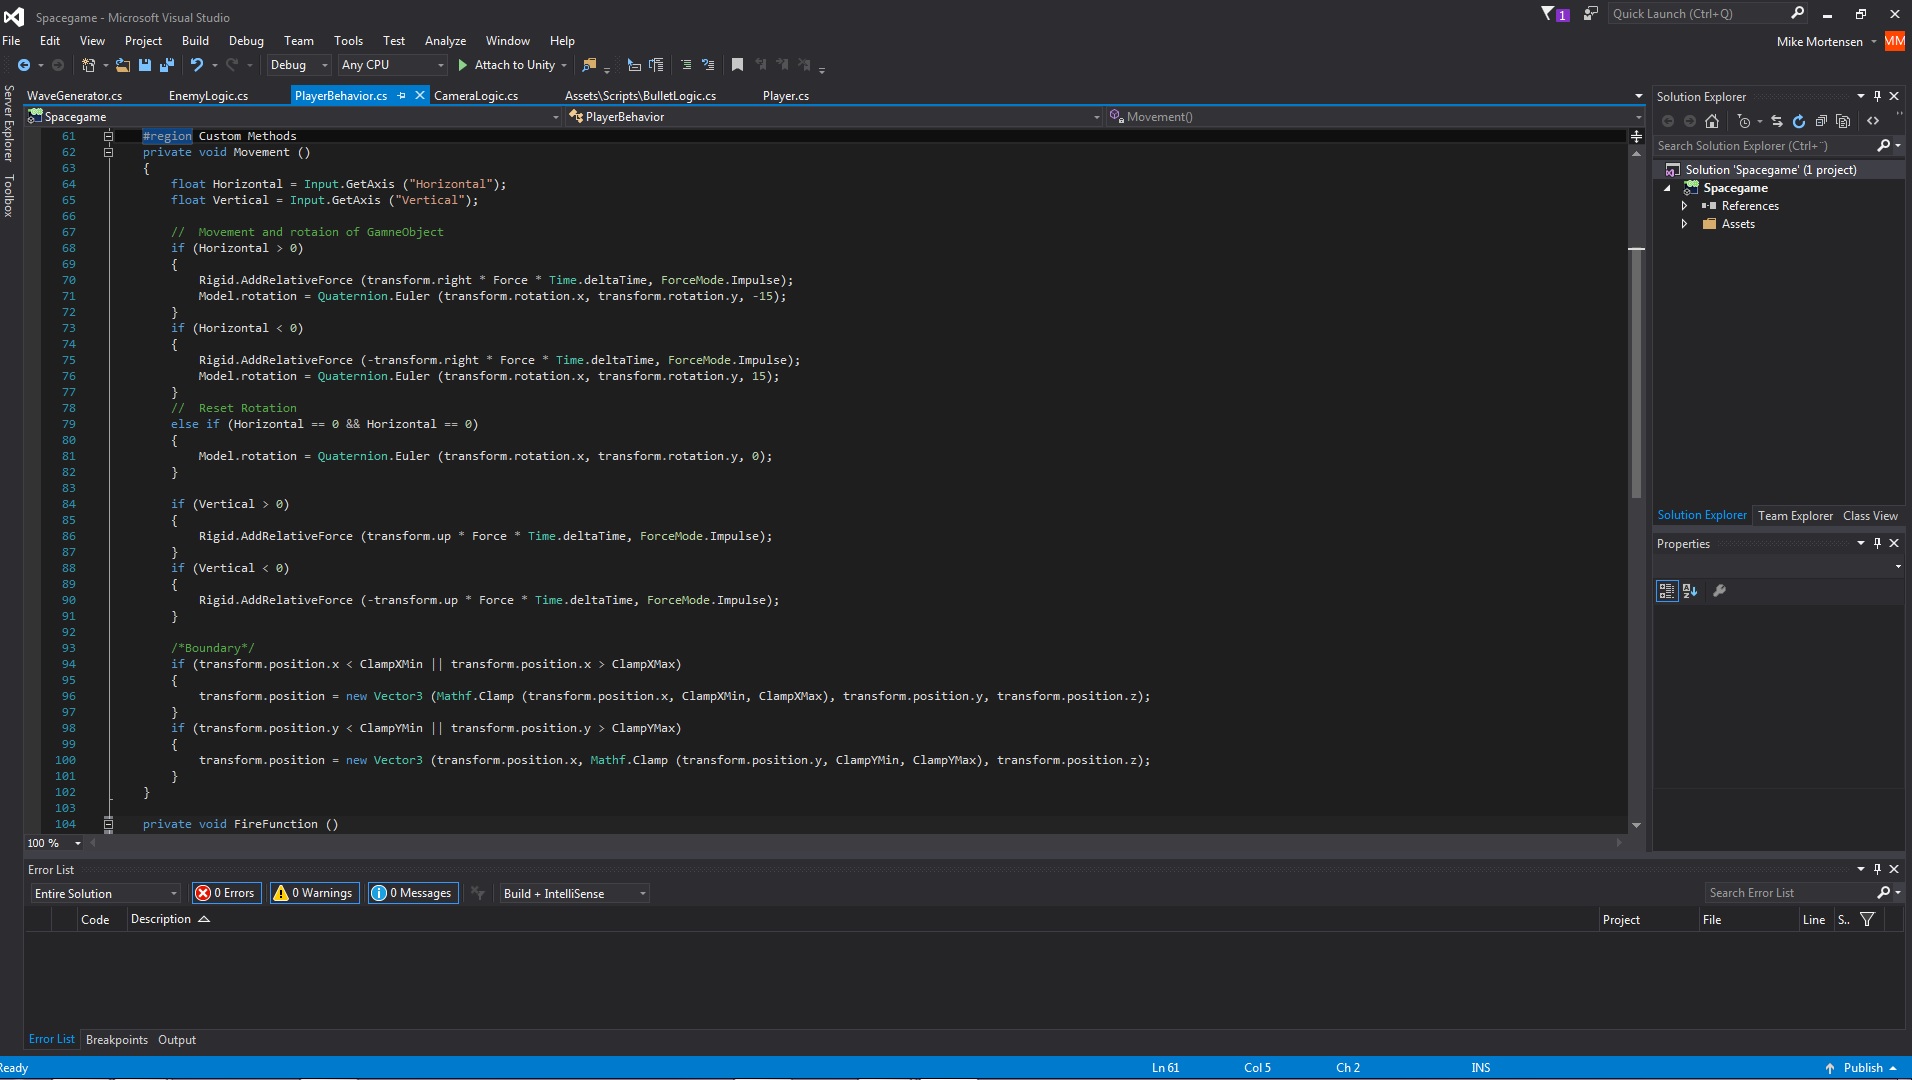 Spacegame - Microsoft Visual Studio
1
Quick Launch (Ctrl+Q)
File Edit View Project Build Debug Team Tools Test Analyze Window Help
Mike Mortensen
MM
Debug Any CPU Attach to Unity
Server Explorer
Toolbox
WaveGenerator.cs EnemyLogic.cs PlayerBehavior.cs CameraLogic.cs Assets\Scripts\BulletLogic.cs Player.cs
Spacegame PlayerBehavior Movement()
61 #region Custom Methods
62 private void Movement ()
63 {
64 float Horizontal = Input.GetAxis ("Horizontal");
65 float Vertical = Input.GetAxis ("Vertical");
66
67 // Movement and rotaion of GamneObject
68 if (Horizontal > 0)
69 {
70 Rigid.AddRelativeForce (transform.right * Force * Time.deltaTime, ForceMode.Impulse);
71 Model.rotation = Quaternion.Euler (transform.rotation.x, transform.rotation.y, -15);
72 }
73 if (Horizontal < 0)
74 {
75 Rigid.AddRelativeForce (-transform.right * Force * Time.deltaTime, ForceMode.Impulse);
76 Model.rotation = Quaternion.Euler (transform.rotation.x, transform.rotation.y, 15);
77 }
78 // Reset Rotation
79 else if (Horizontal == 0 && Horizontal == 0)
80 {
81 Model.rotation = Quaternion.Euler (transform.rotation.x, transform.rotation.y, 0);
82 }
83
84 if (Vertical > 0)
85 {
86 Rigid.AddRelativeForce (transform.up * Force * Time.deltaTime, ForceMode.Impulse);
87 }
88 if (Vertical < 0)
89 {
90 Rigid.AddRelativeForce (-transform.up * Force * Time.deltaTime, ForceMode.Impulse);
91 }
92
93 /*Boundary*/
94 if (transform.position.x < ClampXMin || transform.position.x > ClampXMax)
95 {
96 transform.position = new Vector3 (Mathf.Clamp (transform.position.x, ClampXMin, ClampXMax), transform.position.y, transform.position.z);
97 }
98 if (transform.position.y < ClampYMin || transform.position.y > ClampYMax)
99 {
100 transform.position = new Vector3 (transform.position.x, Mathf.Clamp (transform.position.y, ClampYMin, ClampYMax), transform.position.z);
101 }
102 }
103
104 private void FireFunction ()
100 %
Solution Explorer
Search Solution Explorer (Ctrl+¨)
Solution 'Spacegame' (1 project)
Spacegame
References
Assets
Solution Explorer Team Explorer Class View
Properties
Error List
Entire Solution 0 Errors 0 Warnings 0 Messages Build + IntelliSense
Search Error List
Code Description Project File Line S..
Error List Breakpoints Output
Ready Ln 61 Col 5 Ch 2 INS Publish